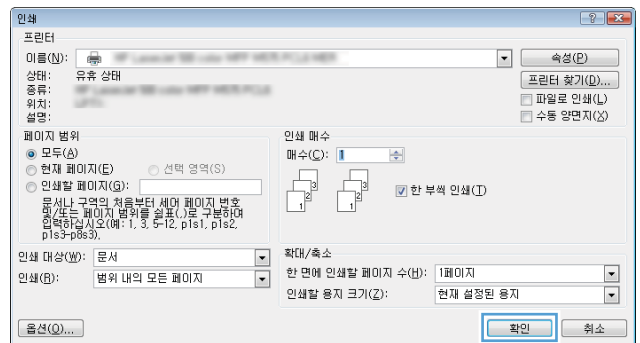 인쇄
프린터
이름(N):
속성(P)
상태: 유휴 상태
프린터 찾기(D)...
종류:
위치:
파일로 인쇄(L)
설명:
수동 양면지(X)
페이지 범위
모두(A)
현재 페이지(E) 선택 영역(S)
인쇄할 페이지(G):
문서나 구역의 처음부터 세어 페이지 번호
및/또는 페이지 범위를 쉼표(,)로 구분하여
입력하십시오(예: 1, 3, 5-12, p1s1, p1s2,
p1s3-p8s3).
인쇄 매수
매수(C): 1
3 3
2 2
1 1
한 부씩 인쇄(T)
인쇄 대상(W): 문서
인쇄(R): 범위 내의 모든 페이지
확대/축소
한 면에 인쇄할 페이지 수(H): 1페이지
인쇄할 용지 크기(Z): 현재 설정된 용지
옵션(O)...
확인 취소